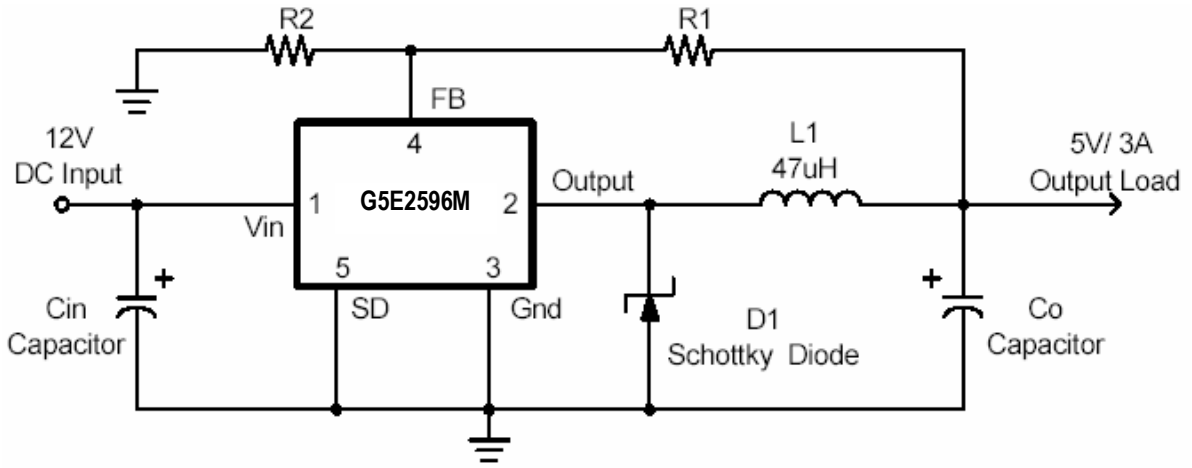 R2
R1
FB
4
12V
DC Input
L1
47uH
5V/ 3A
Output Load
Output
1
G5E2596M
2
Vin
5
3
SD
Gnd
+
+
Cin
Capacitor
D1
Schottky Diode
Co
Capacitor